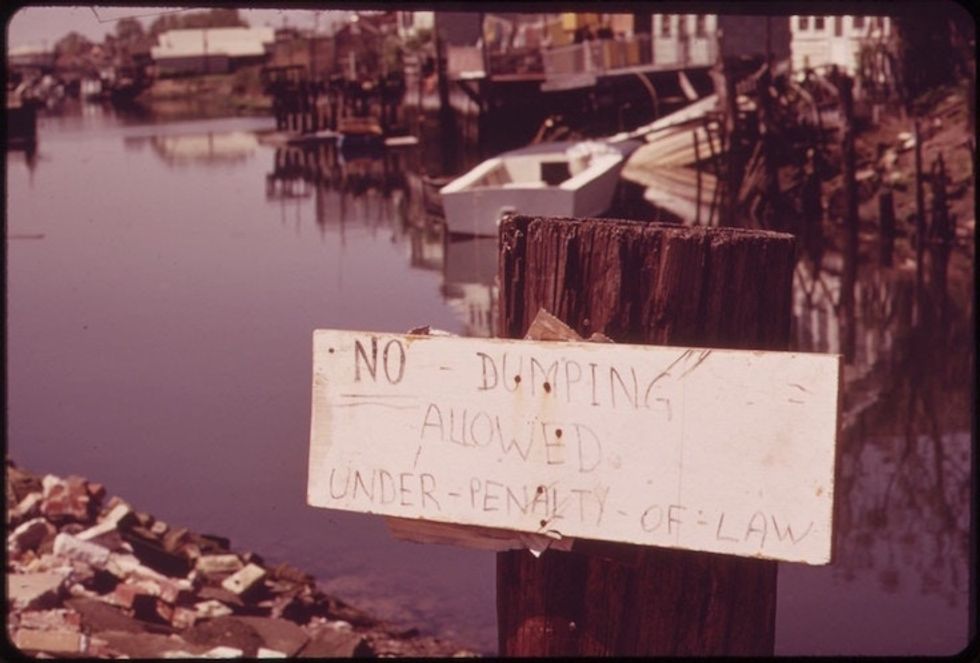 NO - DUMPING
ALLOWED.
UNDER-PENALTY-OF-LAW